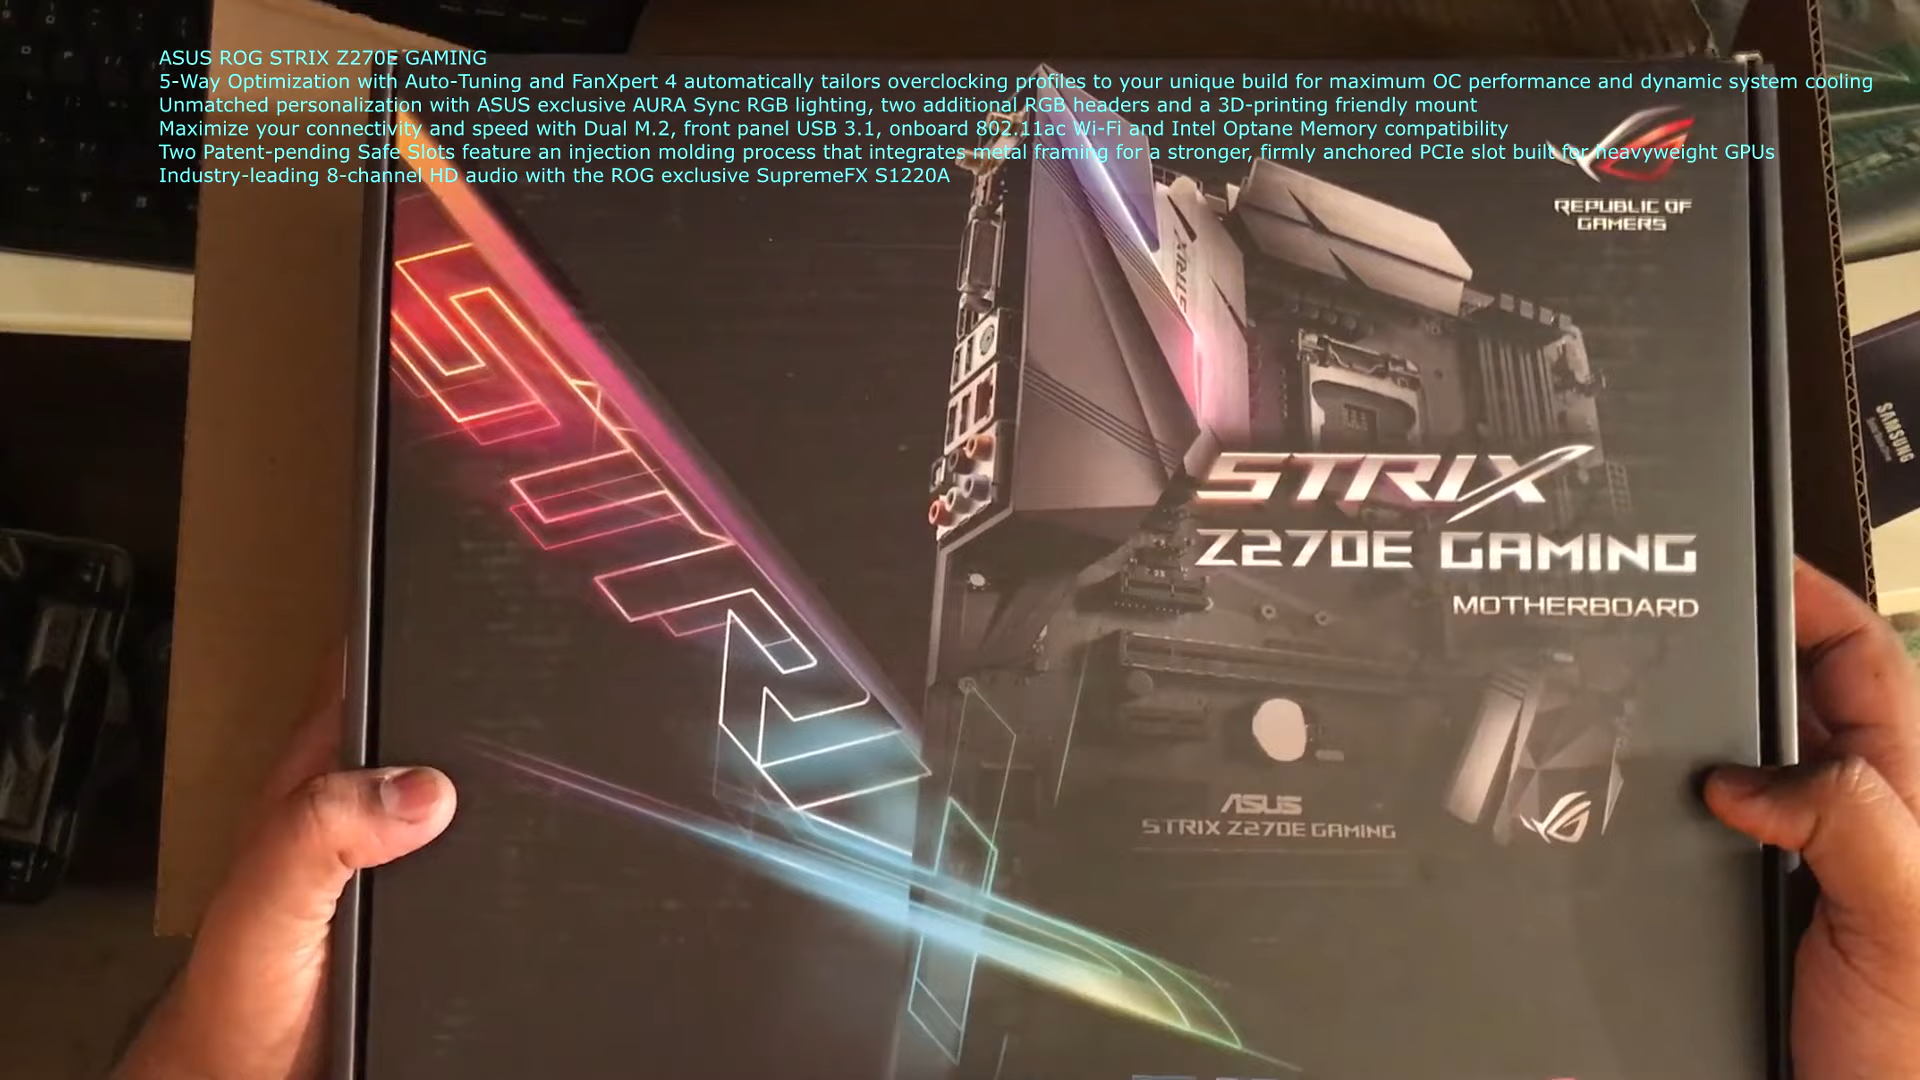 ASUS ROG STRIX Z270E GAMING
5-Way Optimization with Auto-Tuning and FanXpert 4 automatically tailors overclocking profiles to your unique build for maximum OC performance and dynamic system cooling
Unmatched personalization with ASUS exclusive AURA Sync RGB lighting, two additional RGB headers and a 3D-printing friendly mount
Maximize your connectivity and speed with Dual M.2, front panel USB 3.1, onboard 802.11ac Wi-Fi and Intel Optane Memory compatibility
Two Patent-pending Safe Slots feature an injection molding process that integrates metal framing for a stronger, firmly anchored PCIe slot built for heavyweight GPUs
Industry-leading 8-channel HD audio with the ROG exclusive SupremeFX S1220A
REPUBLIC OF
GAMERS
STRIX
STRIX
Z270E GAMING
MOTHERBOARD
ASUS
STRIX Z270E GAMING
SAMSUNG